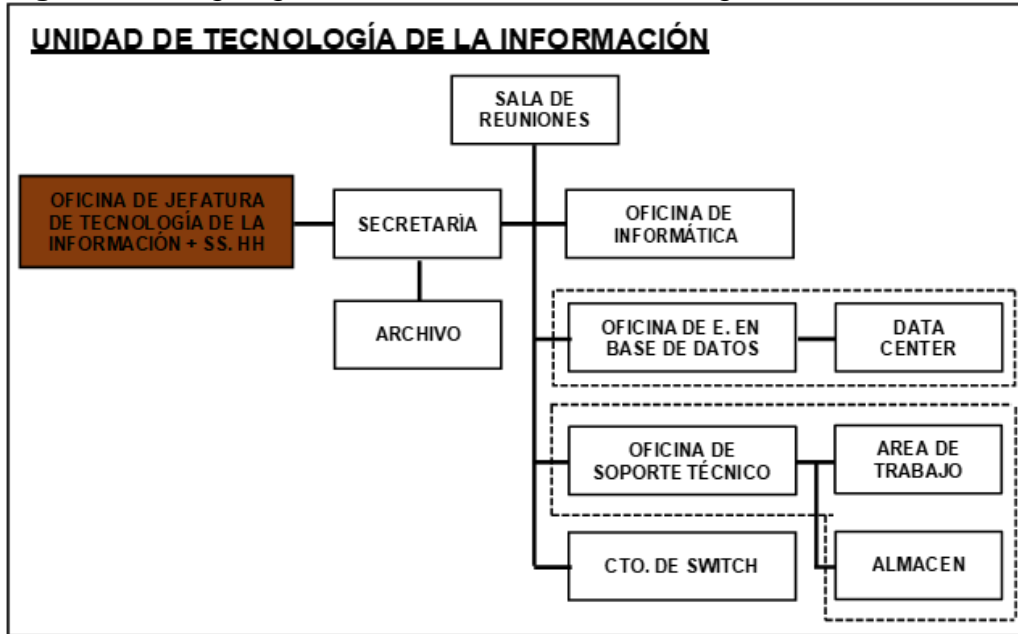 UNIDAD DE TECNOLOGÍA DE LA INFORMACIÓN
SALA DE
REUNIONES
OFICINA DE JEFATURA
DE TECNOLOGÍA DE LA
INFORMACIÓN + SS. HH
SECRETARÌA
OFICINA DE
INFORMÁTICA
ARCHIVO
OFICINA DE E. EN
BASE DE DATOS
DATA
CENTER
OFICINA DE
SOPORTE TÉCNICO
AREA DE
TRABAJO
CTO. DE SWITCH
ALMACEN